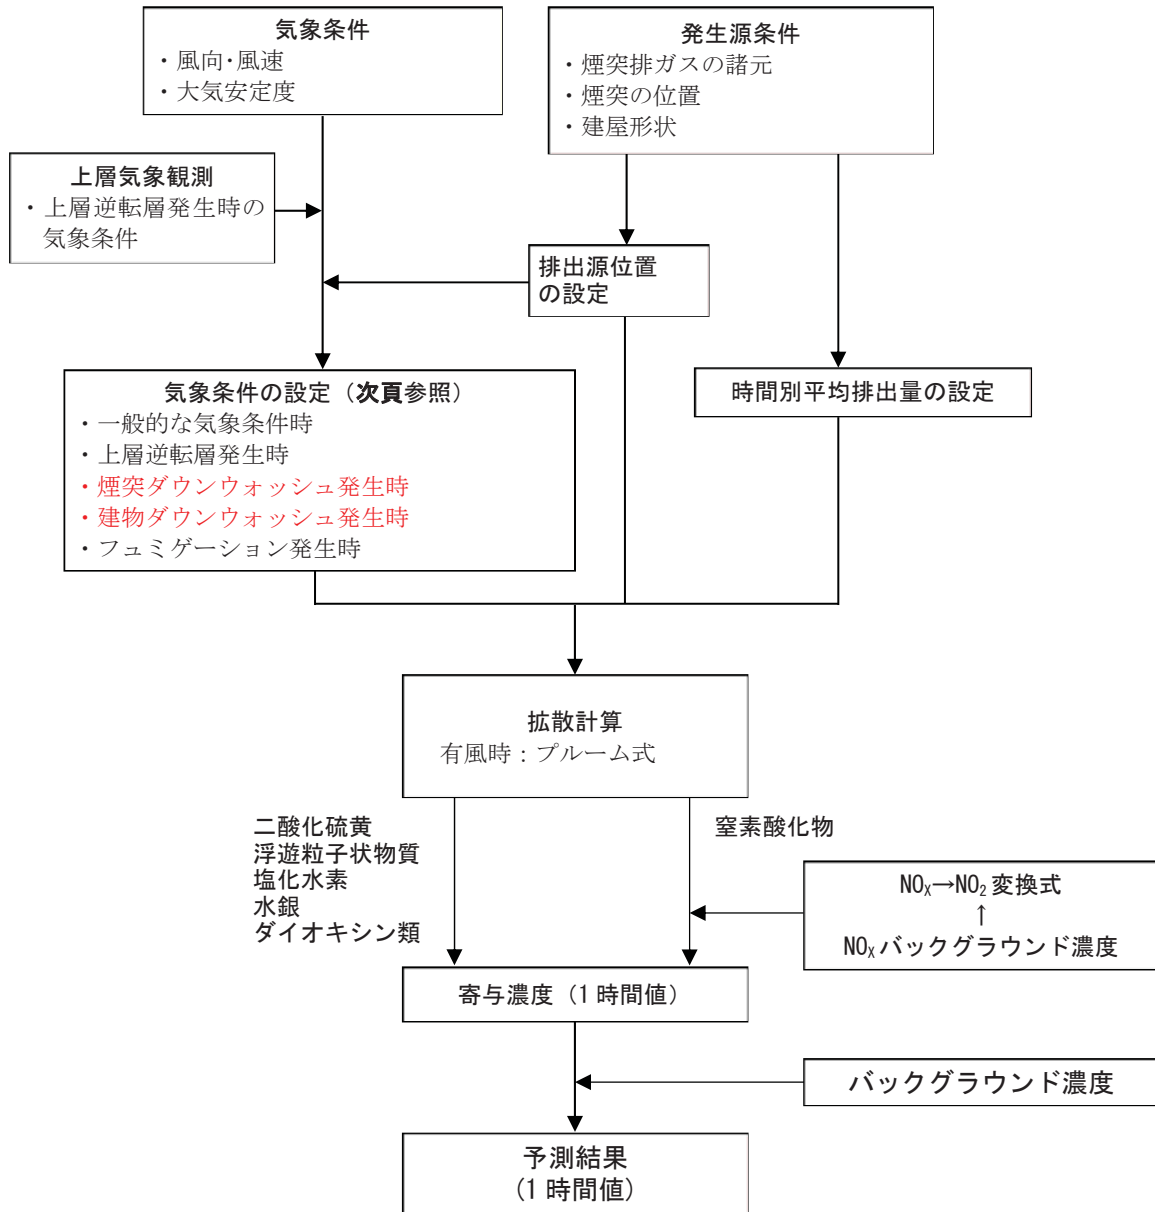 気象条件
・風向･風速
・大気安定度
発生源条件
・煙突排ガスの諸元
・煙突の位置
・建屋形状
上層気象観測
・上層逆転層発生時の
気象条件
排出源位置
の設定
気象条件の設定（次頁参照）
・一般的な気象条件時
・上層逆転層発生時
・煙突ダウンウォッシュ発生時
・建物ダウンウォッシュ発生時
・フュミゲーション発生時
時間別平均排出量の設定
拡散計算
有風時：プルーム式
二酸化硫黄
浮遊粒子状物質
塩化水素
水銀
ダイオキシン類
窒素酸化物
NOX→NO2変換式
↑
NOXバックグラウンド濃度
寄与濃度（1時間値）
バックグラウンド濃度
予測結果
（1時間値）